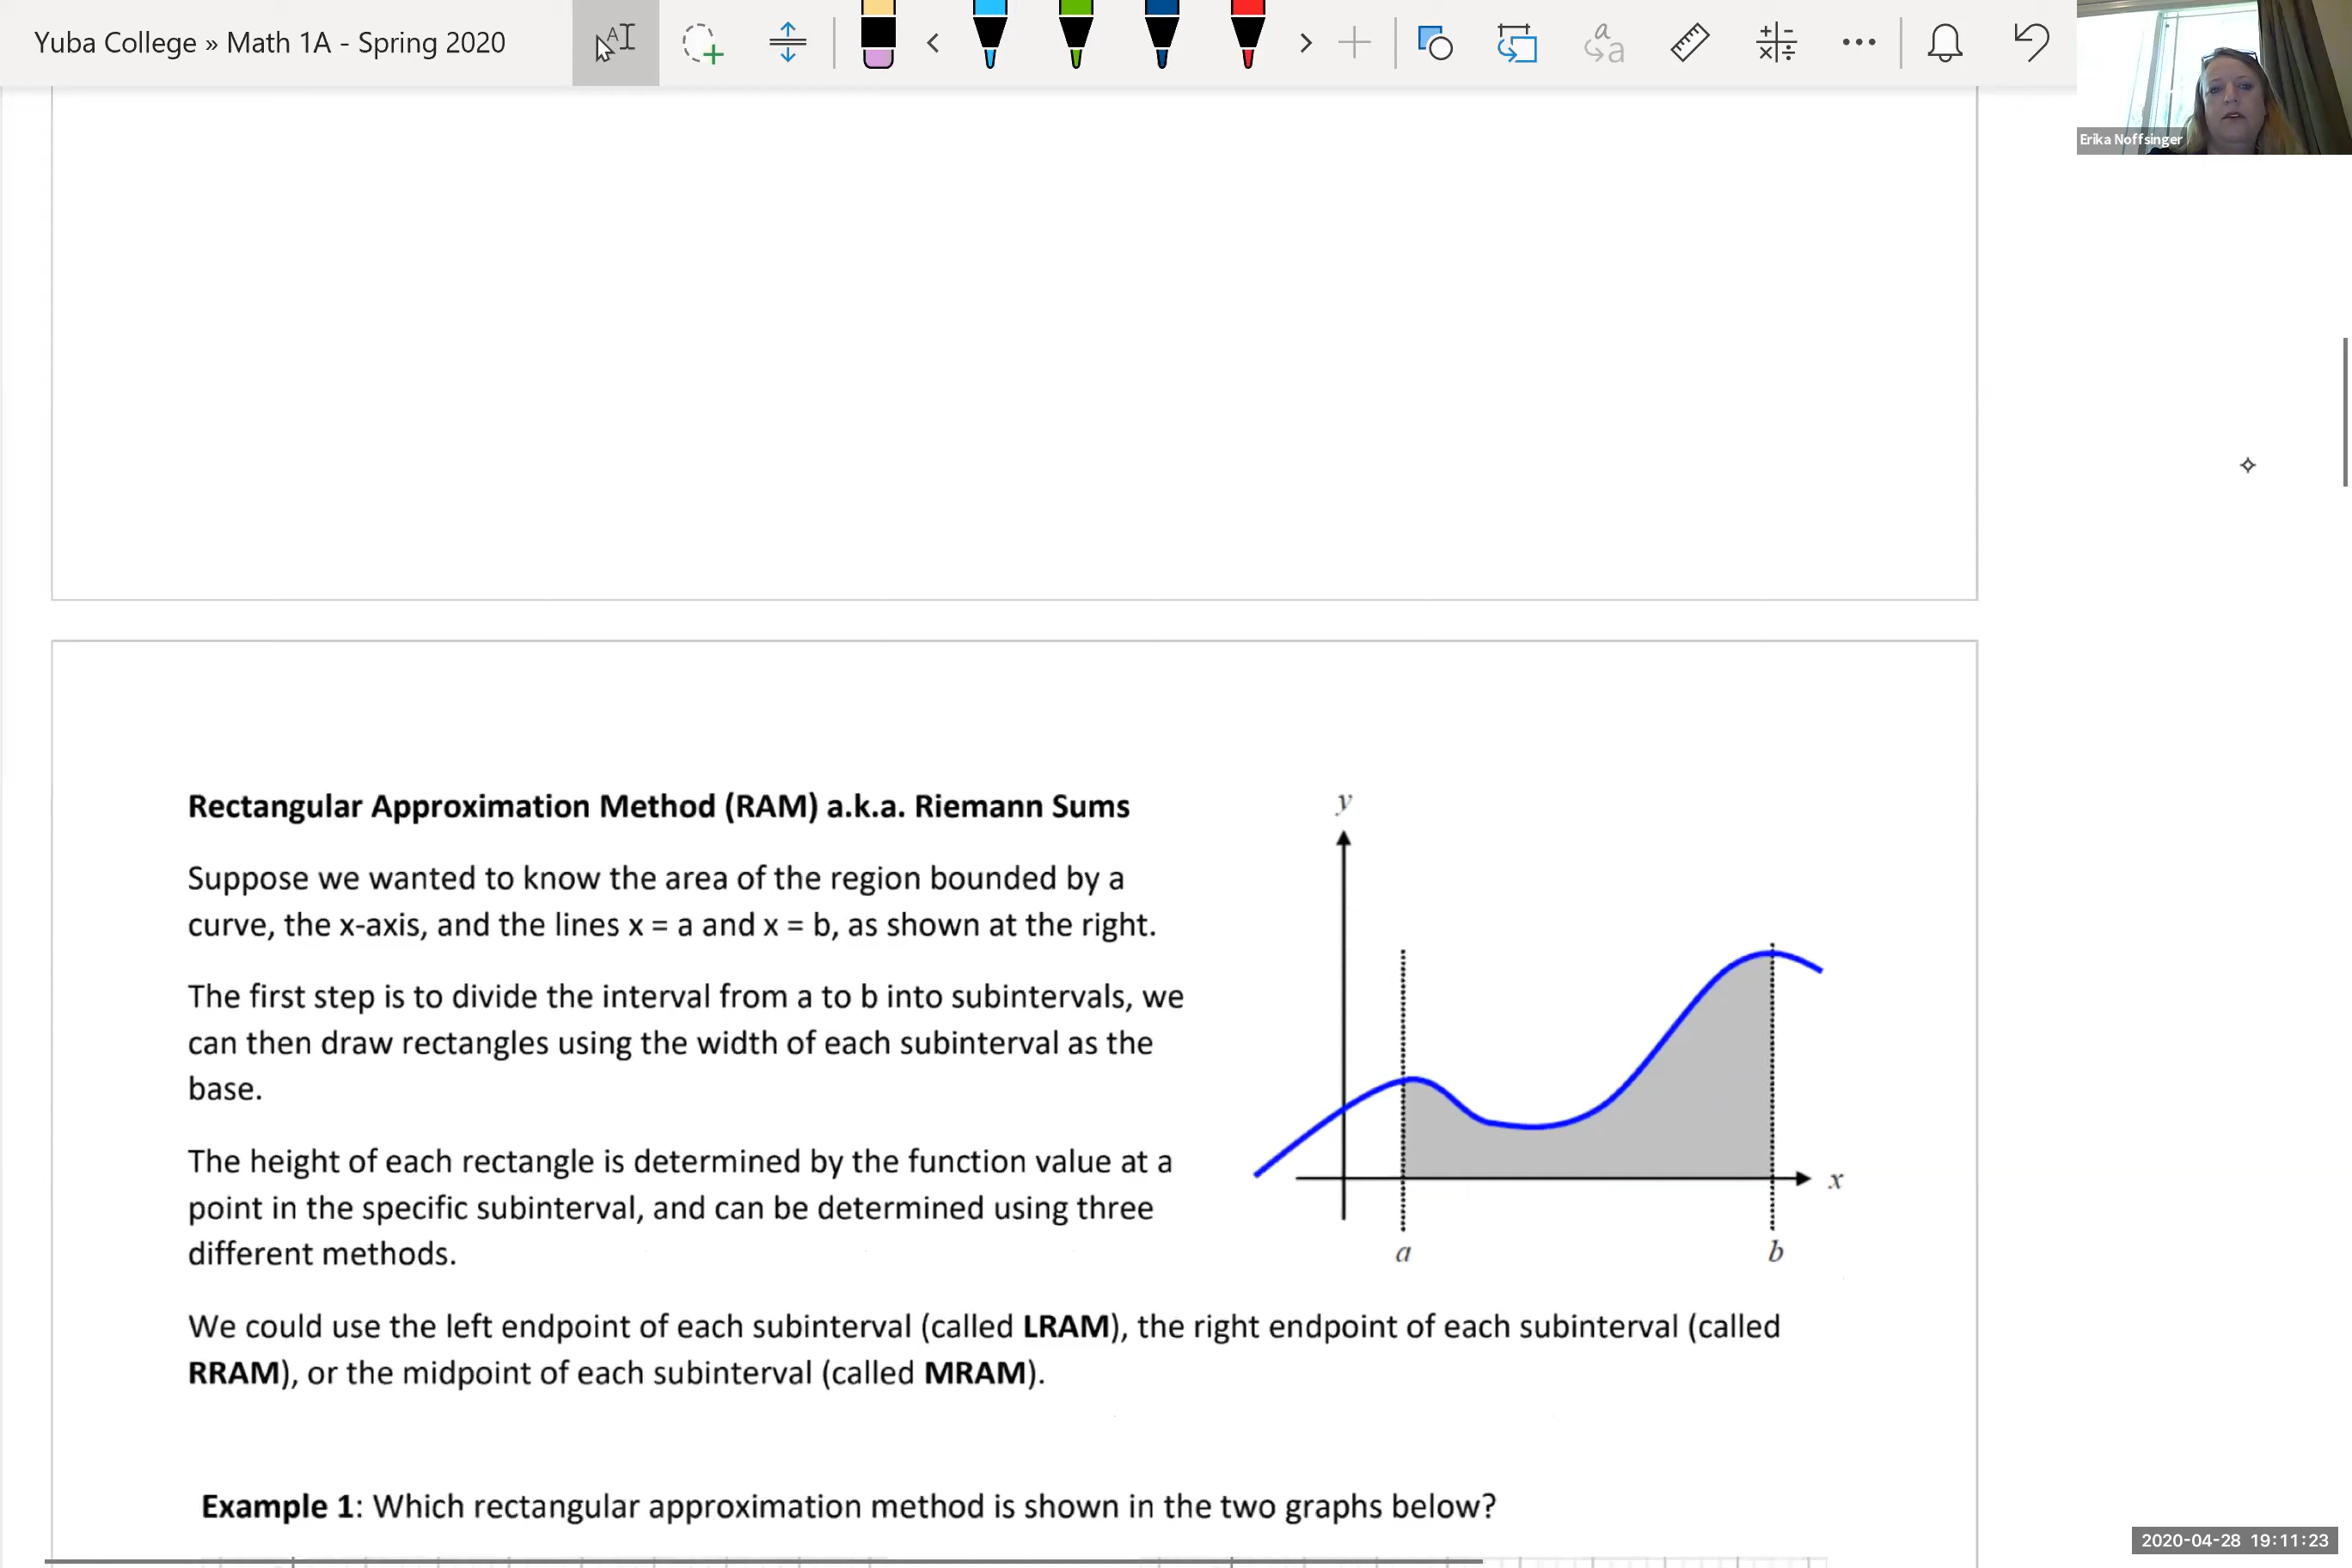 Yuba College » Math 1A - Spring 2020
Erika Noffsinger
Rectangular Approximation Method (RAM) a.k.a. Riemann Sums
Suppose we wanted to know the area of the region bounded by a
curve, the x-axis, and the lines x = a and x = b, as shown at the right.
The first step is to divide the interval from a to b into subintervals, we
can then draw rectangles using the width of each subinterval as the
base.
The height of each rectangle is determined by the function value at a
point in the specific subinterval, and can be determined using three
different methods.
y
x
a
b
We could use the left endpoint of each subinterval (called LRAM), the right endpoint of each subinterval (called
RRAM), or the midpoint of each subinterval (called MRAM).
Example 1: Which rectangular approximation method is shown in the two graphs below?
2020-04-28 19:11:23